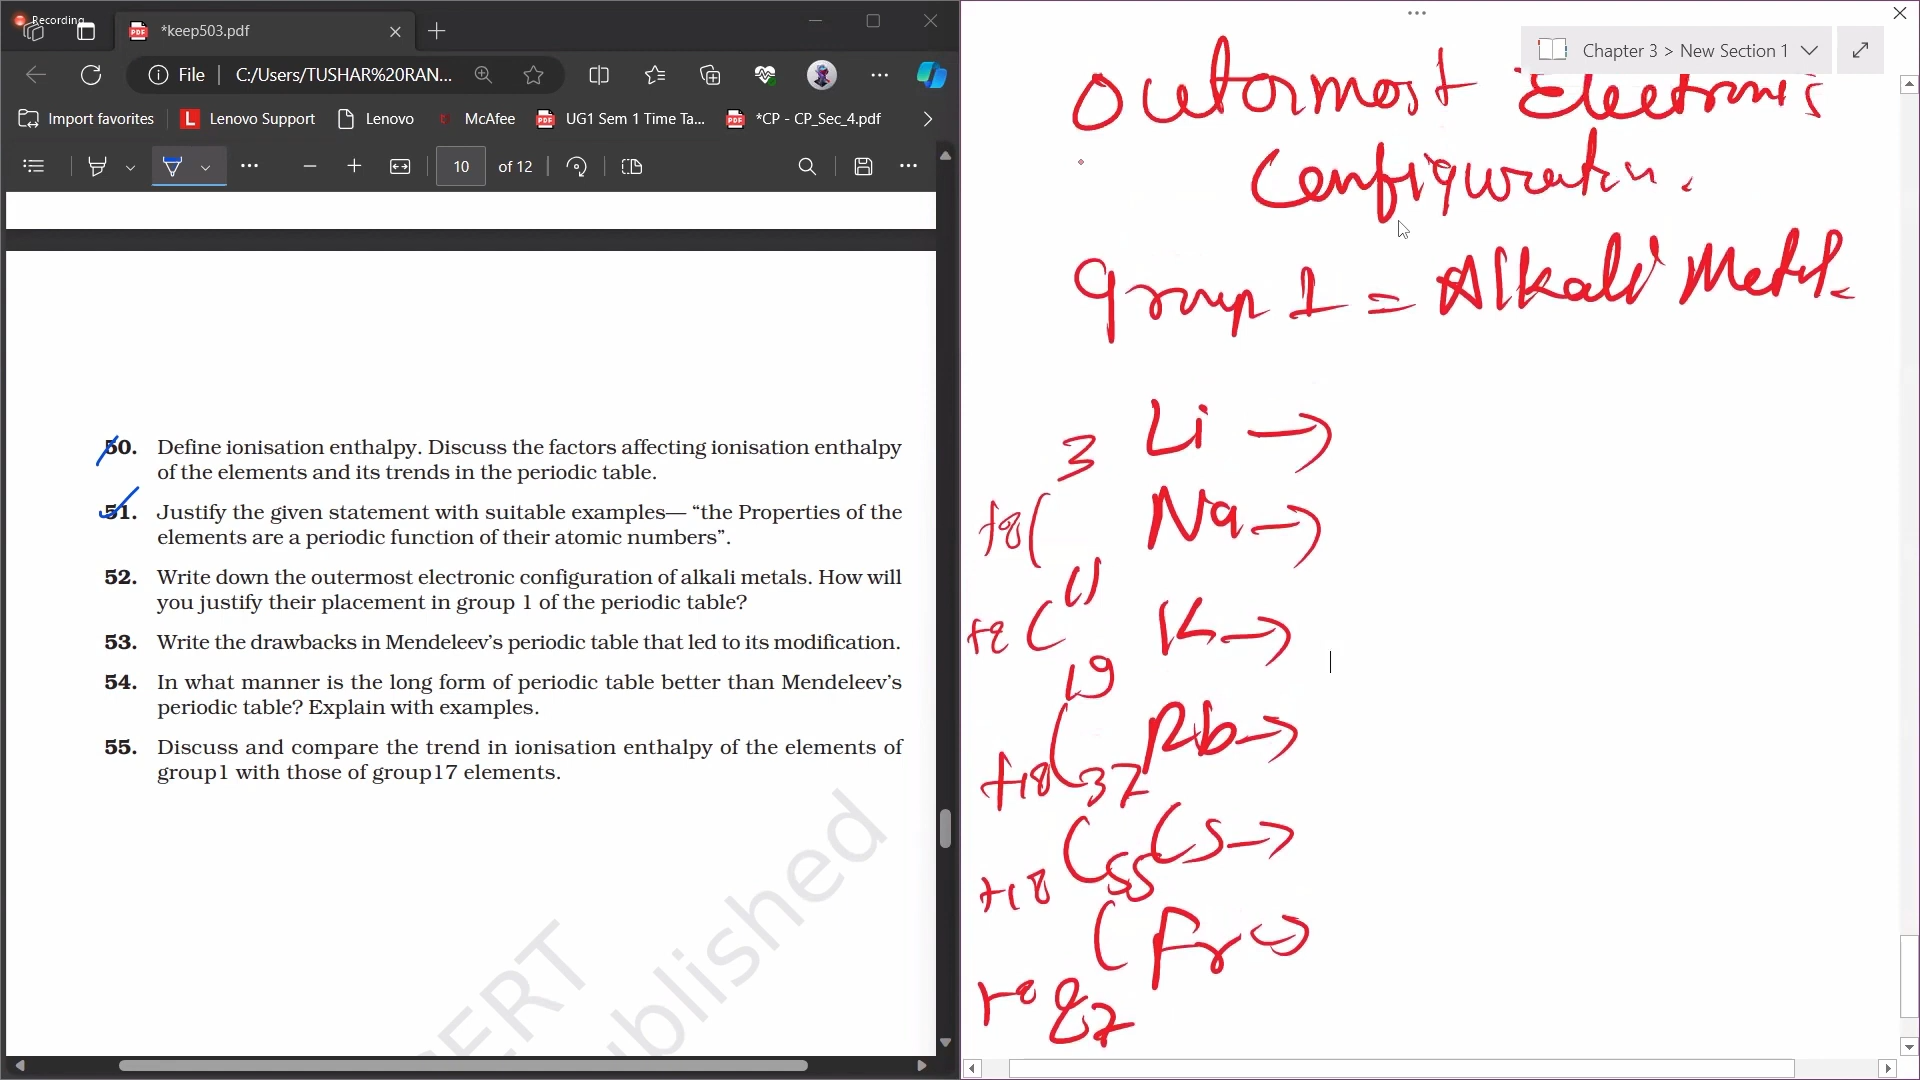 Recording
*keep503.pdf
File
C:/Users/TUSHAR%20RAN...
Import favorites
Lenovo Support
Lenovo
McAfee
UG1 Sem 1 Time Ta...
*CP - CP_Sec_4.pdf
10
of 12
50. Define ionisation enthalpy. Discuss the factors affecting ionisation enthalpy
of the elements and its trends in the periodic table.
51. Justify the given statement with suitable examples— “the Properties of the
elements are a periodic function of their atomic numbers”.
52. Write down the outermost electronic configuration of alkali metals. How will
you justify their placement in group 1 of the periodic table?
53. Write the drawbacks in Mendeleev’s periodic table that led to its modification.
54. In what manner is the long form of periodic table better than Mendeleev’s
periodic table? Explain with examples.
55. Discuss and compare the trend in ionisation enthalpy of the elements of
group1 with those of group17 elements.
Chapter 3 > New Section 1
Outermost Electronic
Configuration.
group 1 = Alkali Metal.
3 Li →
+8 Na →
11
+8 K →
19
Rb →
+18 37
Cs →
+18 55
Fr →
87